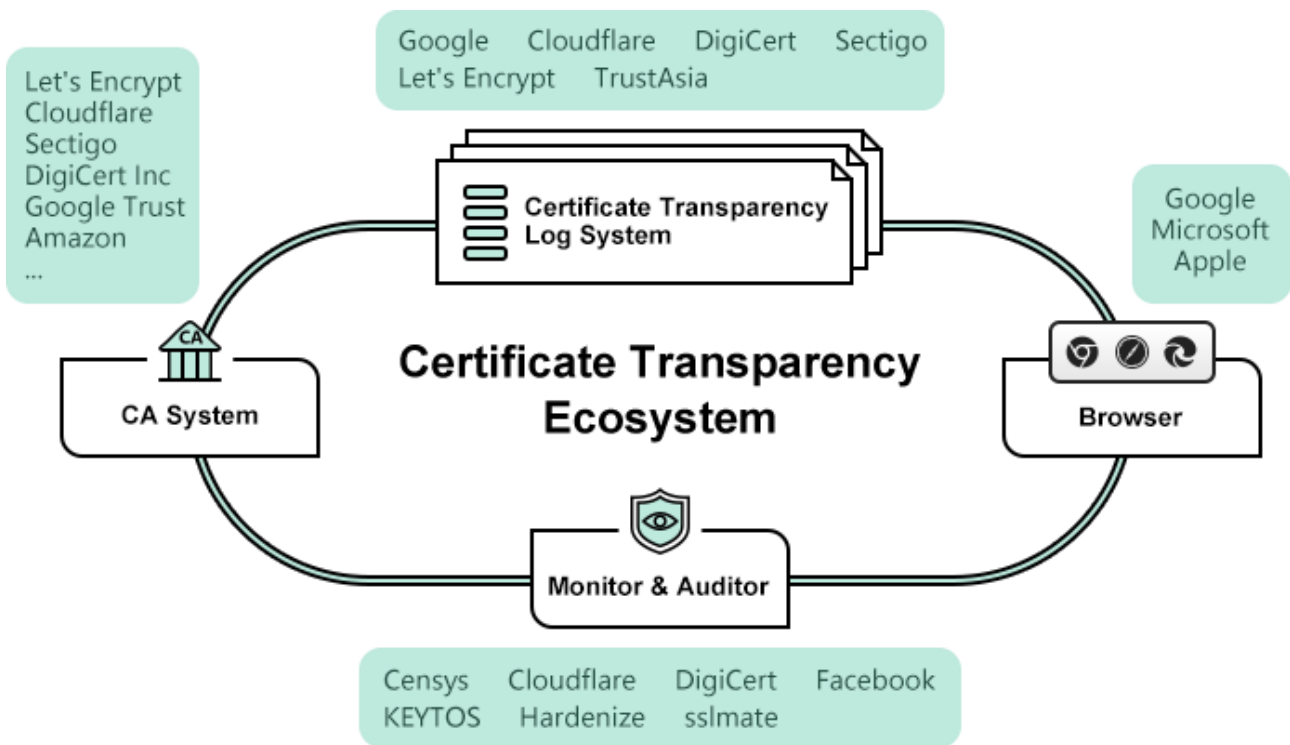 Google Cloudflare DigiCert Sectigo
Let's Encrypt TrustAsia
Let's Encrypt
Cloudflare
Sectigo
DigiCert Inc
Google Trust
Amazon
...
Certificate Transparency
Log System
Google
Microsoft
Apple
CA
CA System
Certificate Transparency
Ecosystem
Browser
Monitor & Auditor
Censys Cloudflare DigiCert Facebook
KEYTOS Hardenize sslmate